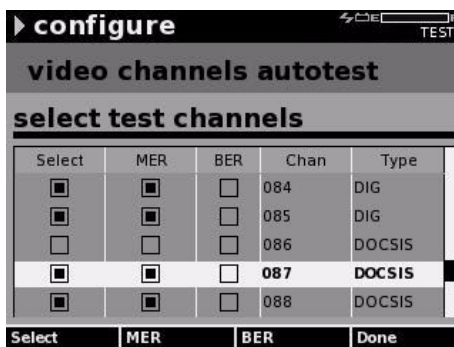 configure
E
TEST
video channels autotest
select test channels
Select MER BER Chan Type
084 DIG
085 DIG
086 DOCSIS
087 DOCSIS
088 DOCSIS
Select MER BER Done